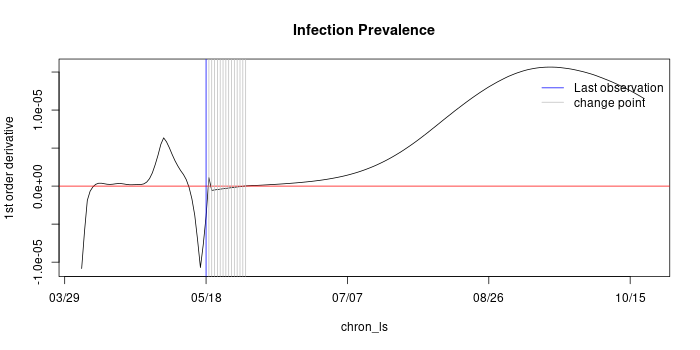 Infection Prevalence
1st order derivative
1.0e-05
0.0e+00
-1.0e-05
Last observation
change point
03/29
05/18
07/07
08/26
10/15
chron_ls